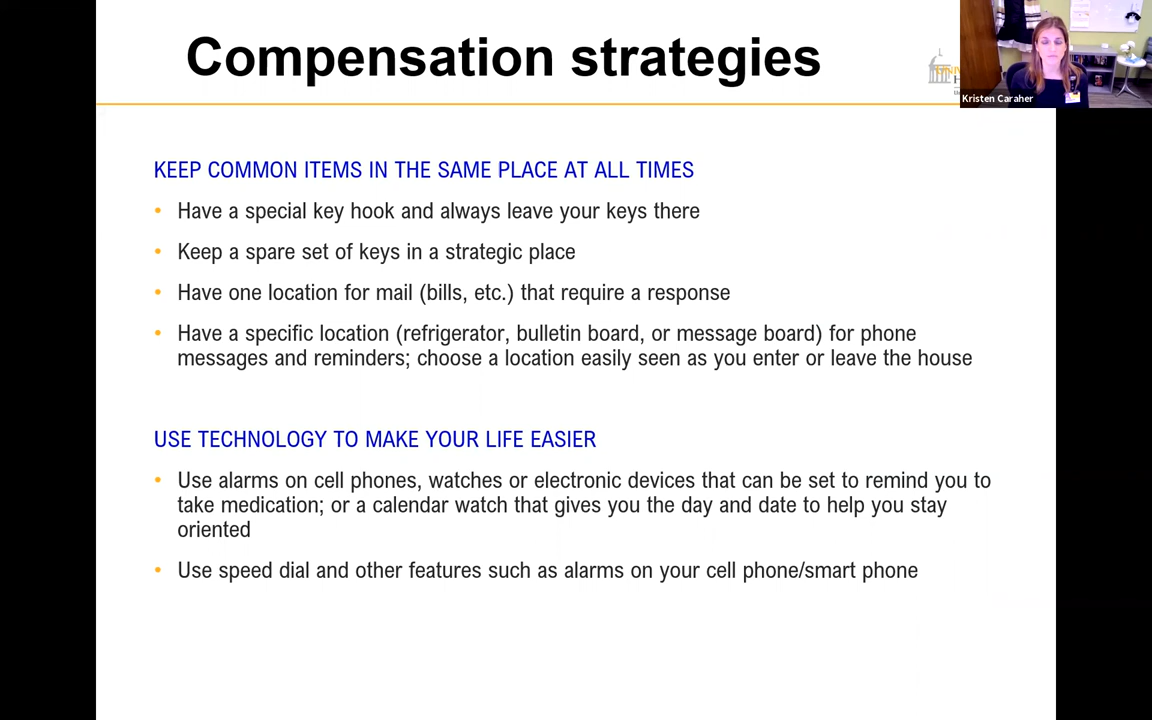 Compensation strategies
Kristen Caraher
KEEP COMMON ITEMS IN THE SAME PLACE AT ALL TIMES
• Have a special key hook and always leave your keys there
• Keep a spare set of keys in a strategic place
• Have one location for mail (bills, etc.) that require a response
• Have a specific location (refrigerator, bulletin board, or message board) for phone
messages and reminders; choose a location easily seen as you enter or leave the house
USE TECHNOLOGY TO MAKE YOUR LIFE EASIER
• Use alarms on cell phones, watches or electronic devices that can be set to remind you to
take medication; or a calendar watch that gives you the day and date to help you stay
oriented
• Use speed dial and other features such as alarms on your cell phone/smart phone